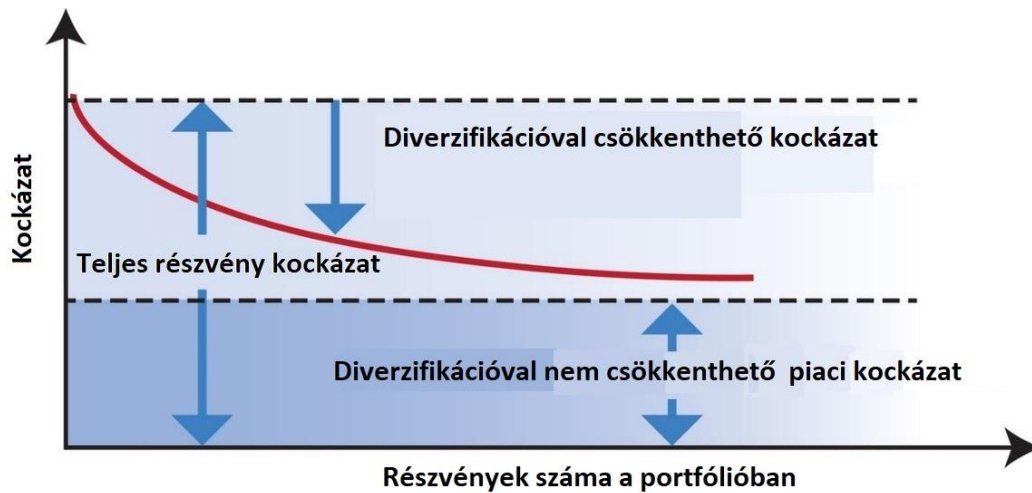 Diverzifikációval csökkenthető kockázat
Kockázat
Teljes részvény kockázat
Diverzifikációval nem csökkenthető  piaci kockázat
Részvények száma a portfólióban